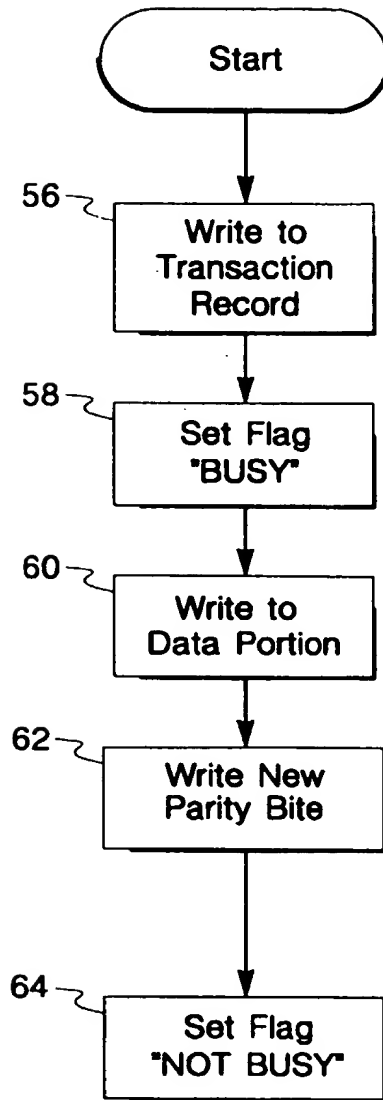 Start
56
Write to
Transaction
Record
58
Set Flag
"BUSY"
60
Write to
Data Portion
62
Write New
Parity Bite
64
Set Flag
"NOT BUSY"